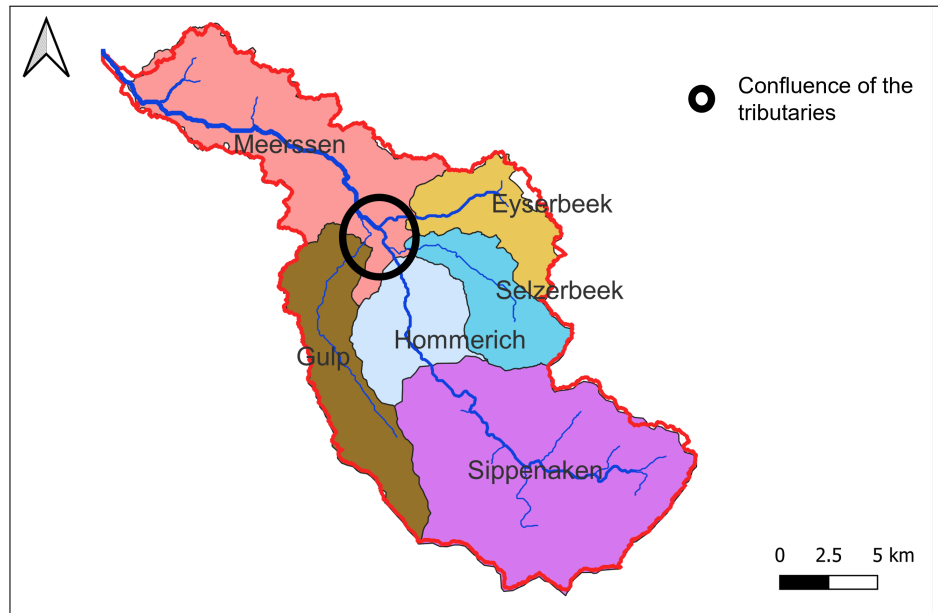 Confluence of the
tributaries
Meerssen
Eyserbeek
Selzerbeek
Hommerich
Gulp
Sippenaken
0 2.5 5 km